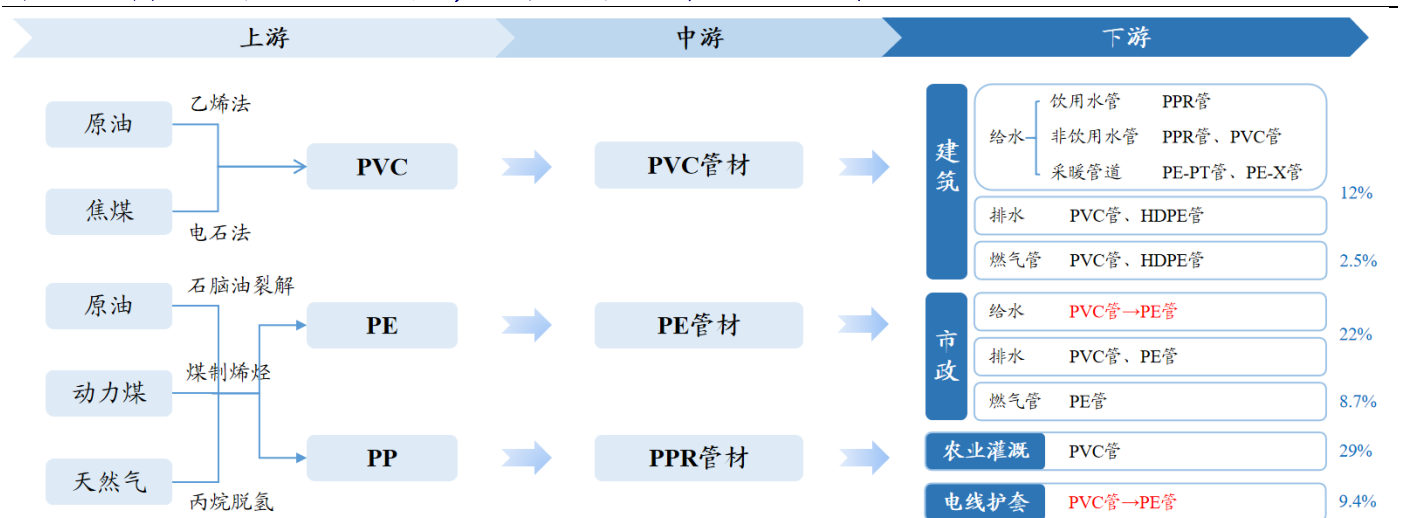 上游
中游
下游
原油
乙烯法
焦煤
电石法
PVC
PVC管材
原油
石脑油裂解
动力煤
煤制烯烃
天然气
丙烷脱氢
PE
PE管材
PP
PPR管材
建筑
给水
饮用水管 PPR管
非饮用水管 PPR管、PVC管
采暖管道 PE-PT管、PE-X管
排水 PVC管、HDPE管
12%
燃气管 PVC管、HDPE管
2.5%
市政
给水 PVC管→PE管
22%
排水 PVC管、PE管
燃气管 PE管
8.7%
农业灌溉 PVC管
29%
电线护套 PVC管→PE管
9.4%